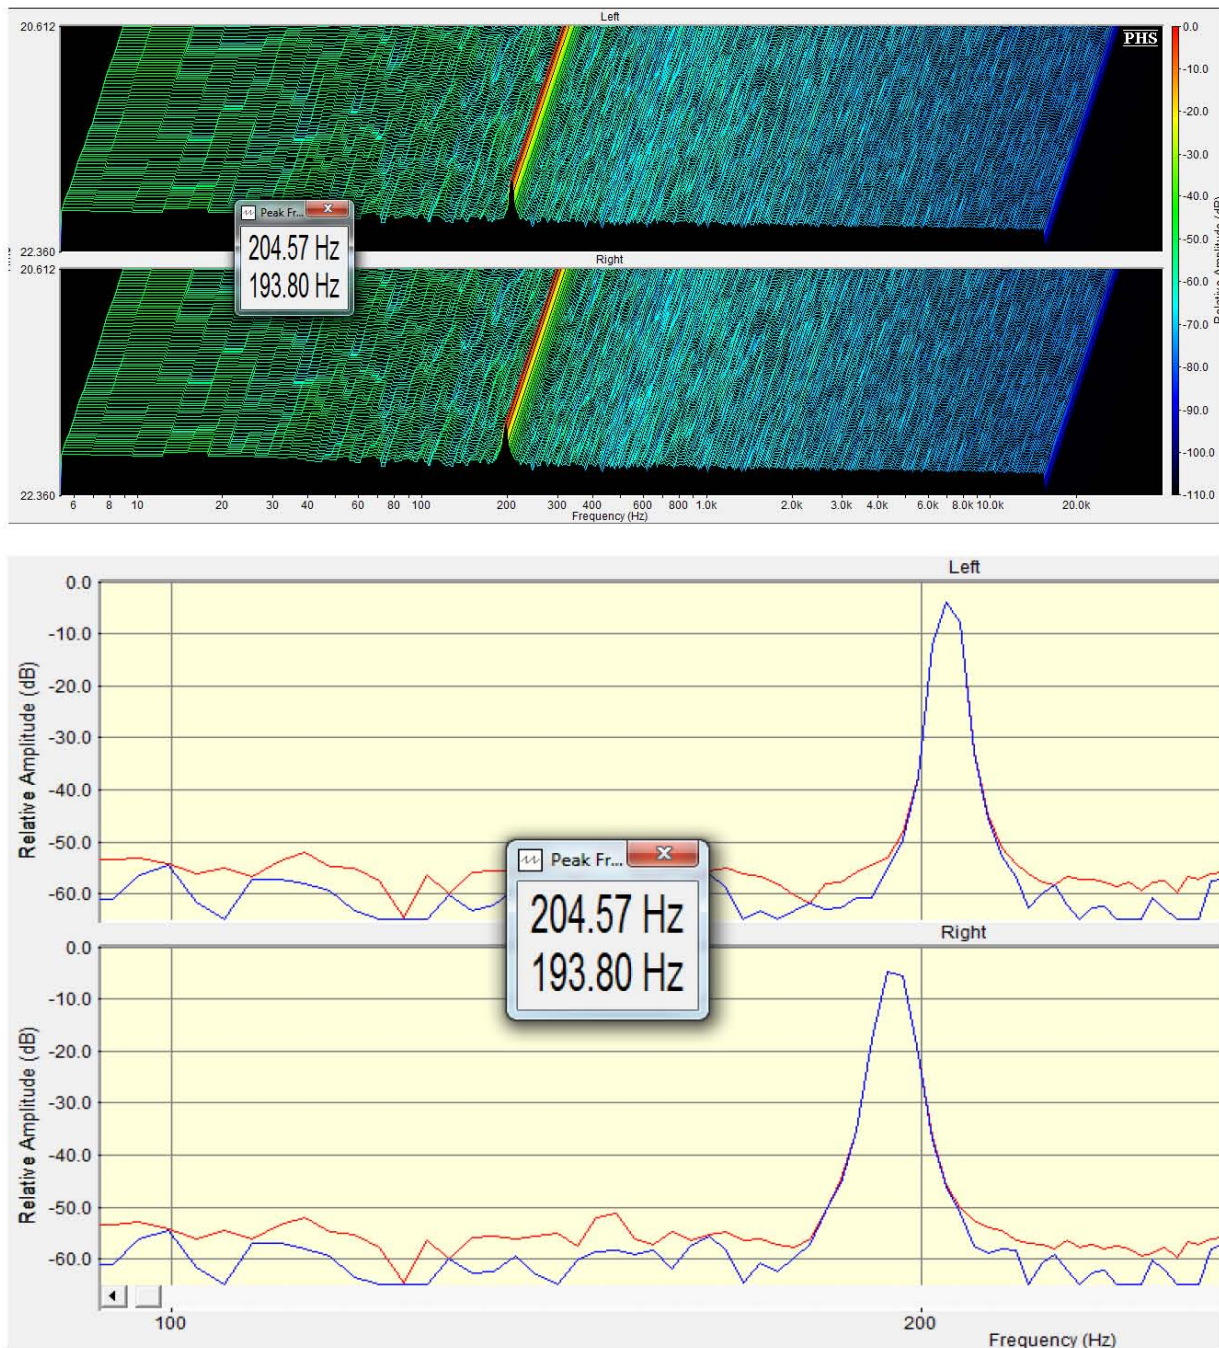 Left
20.612
PHS
0.0
-10.0
-20.0
-30.0
-40.0
-50.0
-60.0
-70.0
-80.0
-90.0
-100.0
-110.0
Relative Amplitude (dB)
Peak Fr...
204.57 Hz
193.80 Hz
22.360
Right
20.612
22.360
6 8 10 20 30 40 60 80 100 200 300 400 600 800 1.0k 2.0k 3.0k 4.0k 6.0k 8.0k 10.0k 20.0k
Frequency (Hz)
Left
0.0
-10.0
-20.0
-30.0
-40.0
-50.0
-60.0
Relative Amplitude (dB)
Peak Fr...
204.57 Hz
193.80 Hz
Right
0.0
-10.0
-20.0
-30.0
-40.0
-50.0
-60.0
Relative Amplitude (dB)
100 200
Frequency (Hz)